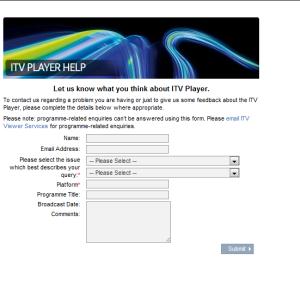 ITV PLAYER HELP
Let us know what you think about ITV Player.
To contact us regarding a problem you are having or just to give us some feedback about the ITV
Player, please complete the details below where appropriate.
Please note: programme-related enquiries can't be answered using this form. Please email ITV
Viewer Services for programme-related enquiries.
Name:
Email Address:
Please select the issue
which best describes your
query:*
-- Please Select --
-- Please Select --
Platform*
Programme Title:
Broadcast Date:
Comments:
Submit